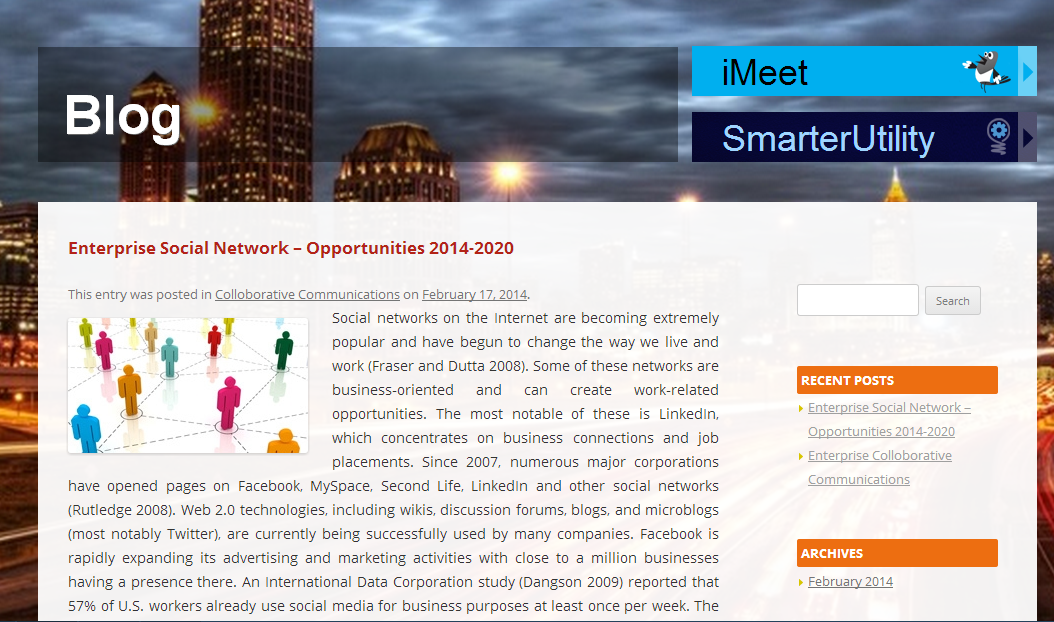 Blog
iMeet
SmarterUtility
Enterprise Social Network – Opportunities 2014-2020
This entry was posted in Colloborative Communications on February 17, 2014.
Social networks on the Internet are becoming extremely
popular and have begun to change the way we live and
work (Fraser and Dutta 2008). Some of these networks are
business-oriented and can create work-related
opportunities. The most notable of these is LinkedIn,
which concentrates on business connections and job
placements. Since 2007, numerous major corporations
have opened pages on Facebook, MySpace, Second Life, LinkedIn and other social networks
(Rutledge 2008). Web 2.0 technologies, including wikis, discussion forums, blogs, and microblogs
(most notably Twitter), are currently being successfully used by many companies. Facebook is
rapidly expanding its advertising and marketing activities with close to a million businesses
having a presence there. An International Data Corporation study (Dangson 2009) reported that
57% of U.S. workers already use social media for business purposes at least once per week. The
Search
RECENT POSTS
Enterprise Social Network –
Opportunities 2014-2020
Enterprise Collaborative
Communications
ARCHIVES
February 2014